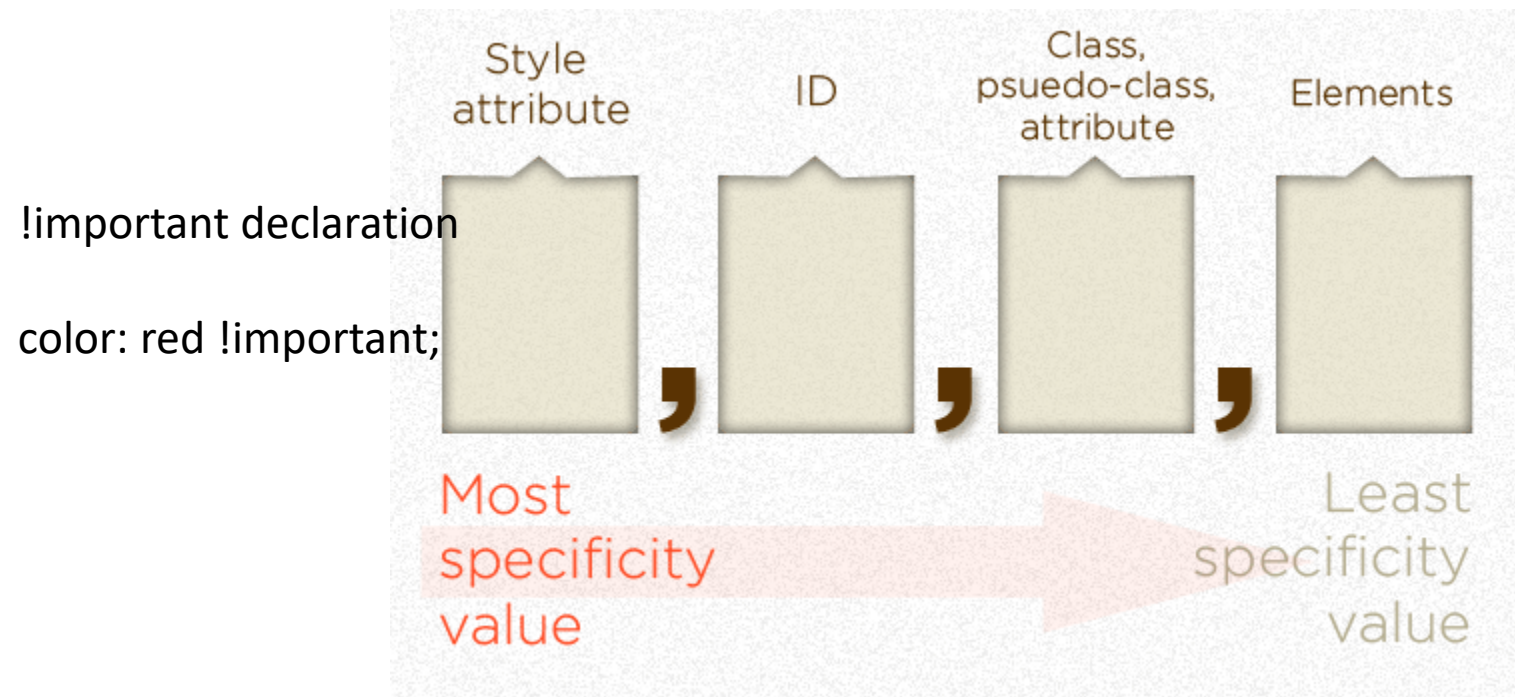 Style
attribute
ID
Class,
psuedo-class,
attribute
Elements
!important declaration
color: red !important;
, , ,
Most
specificity
value
Least
specificity
value